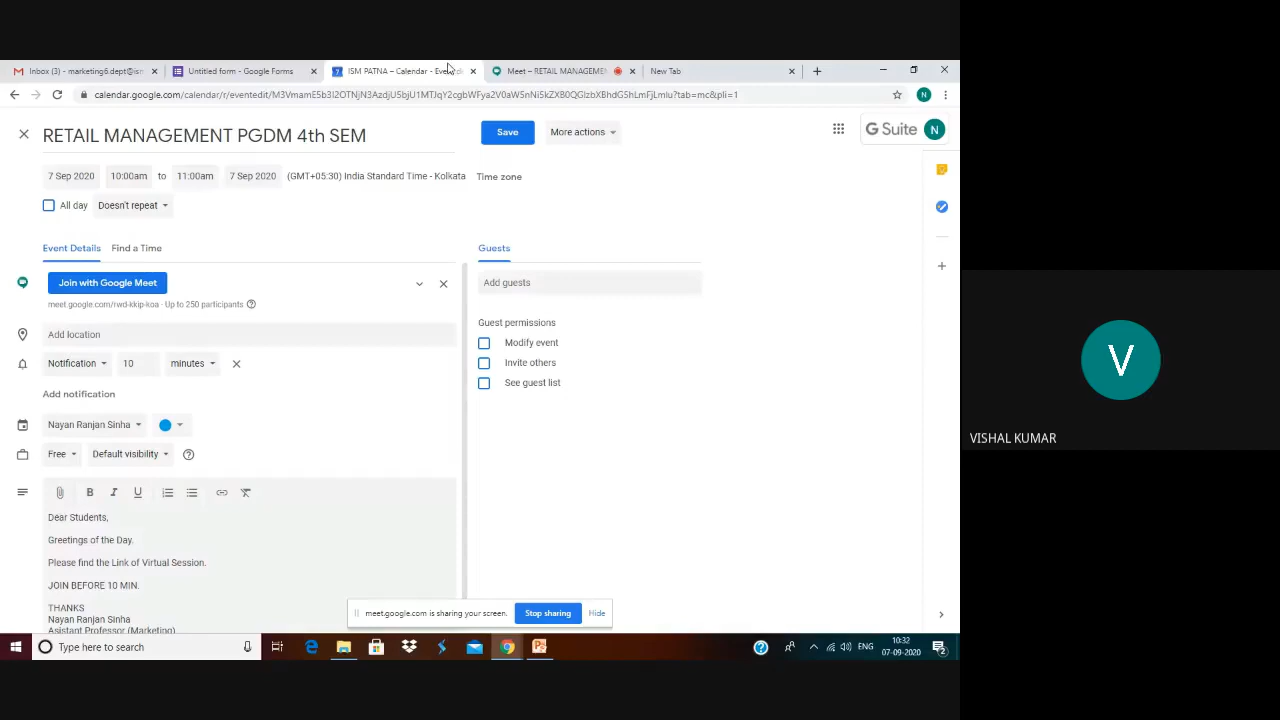 Inbox (3) - marketing6.dept@ism
Untitled form - Google Forms
ISM PATNA – Calendar - Event d
Meet – RETAIL MANAGEMEN
New Tab
RETAIL MANAGEMENT PGDM 4th SEM
Save
More actions
G Suite
N
7 Sep 2020 10:00am to 11:00am 7 Sep 2020 (GMT+05:30) India Standard Time - Kolkata Time zone
All day Doesn't repeat
Event Details Find a Time
Guests
Join with Google Meet
meet.google.com/rwd-kkip-koa - Up to 250 participants
Add guests
Add location
Guest permissions
Modify event
Invite others
See guest list
Notification 10 minutes
Add notification
Nayan Ranjan Sinha
Free Default visibility
B I U
Dear Students,
Greetings of the Day.
Please find the Link of Virtual Session.
JOIN BEFORE 10 MIN.
THANKS
Nayan Ranjan Sinha
Asistant Professor (Marketing)
meet.google.com is sharing your screen. Stop sharing Hide
Type here to search
ENG
10:32
07-09-2020
V
VISHAL KUMAR